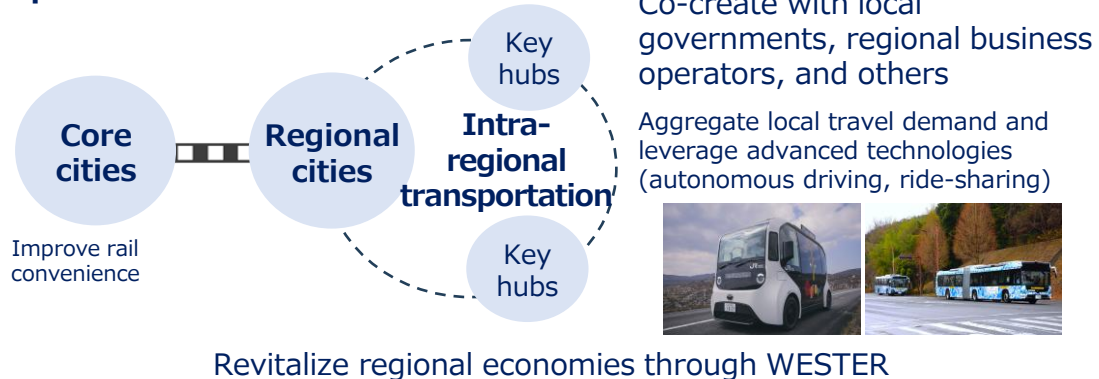 Co-create with local
governments, regional business
operators, and others
Key
hubs
Core
cities
Regional
cities
Intra-
regional
transportation
Aggregate local travel demand and
leverage advanced technologies
(autonomous driving, ride-sharing)
Improve rail
convenience
Key
hubs
Revitalize regional economies through WESTER